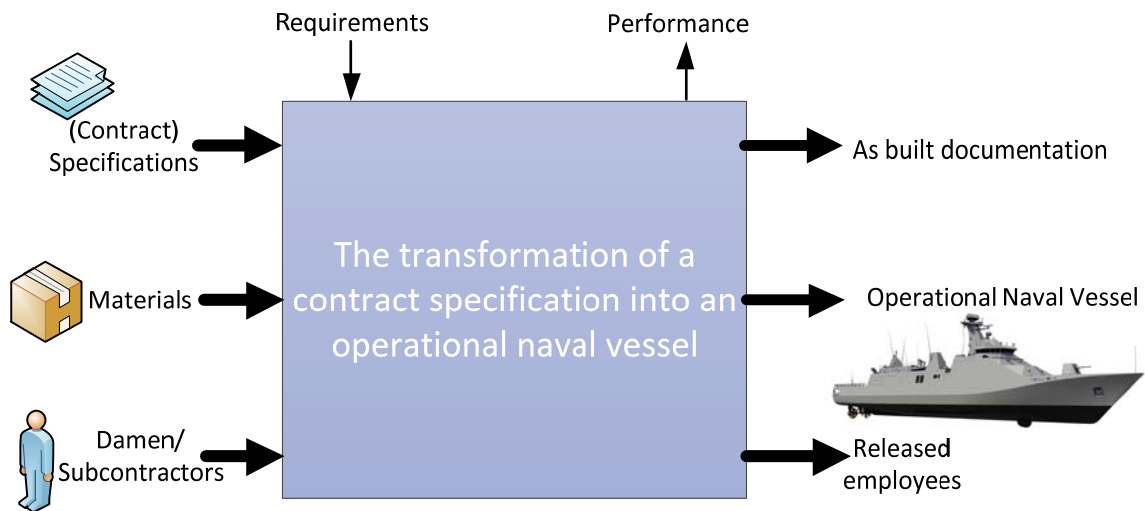 Requirements
Performance
(Contract)
Specifications
As built documentation
The transformation of a
contract specification into an
operational naval vessel
Materials
Operational Naval Vessel
Damen/
Subcontractors
Released
employees